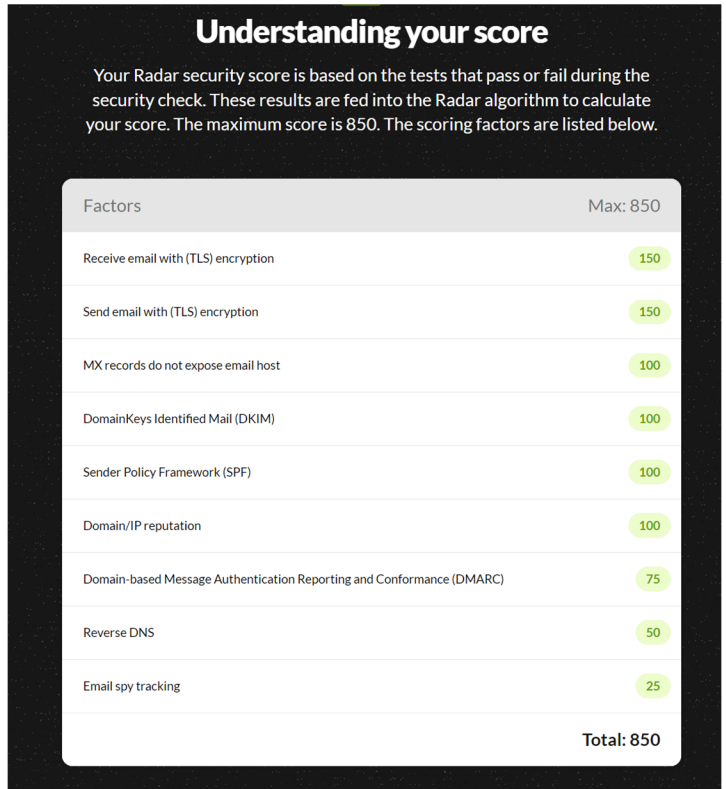 Understanding your score
Your Radar security score is based on the tests that pass or fail during the
security check. These results are fed into the Radar algorithm to calculate
your score. The maximum score is 850. The scoring factors are listed below.
Factors Max: 850
Receive email with (TLS) encryption 150
Send email with (TLS) encryption 150
MX records do not expose email host 100
DomainKeys Identified Mail (DKIM) 100
Sender Policy Framework (SPF) 100
Domain/IP reputation 100
Domain-based Message Authentication Reporting and Conformance (DMARC) 75
Reverse DNS 50
Email spy tracking 25
Total: 850